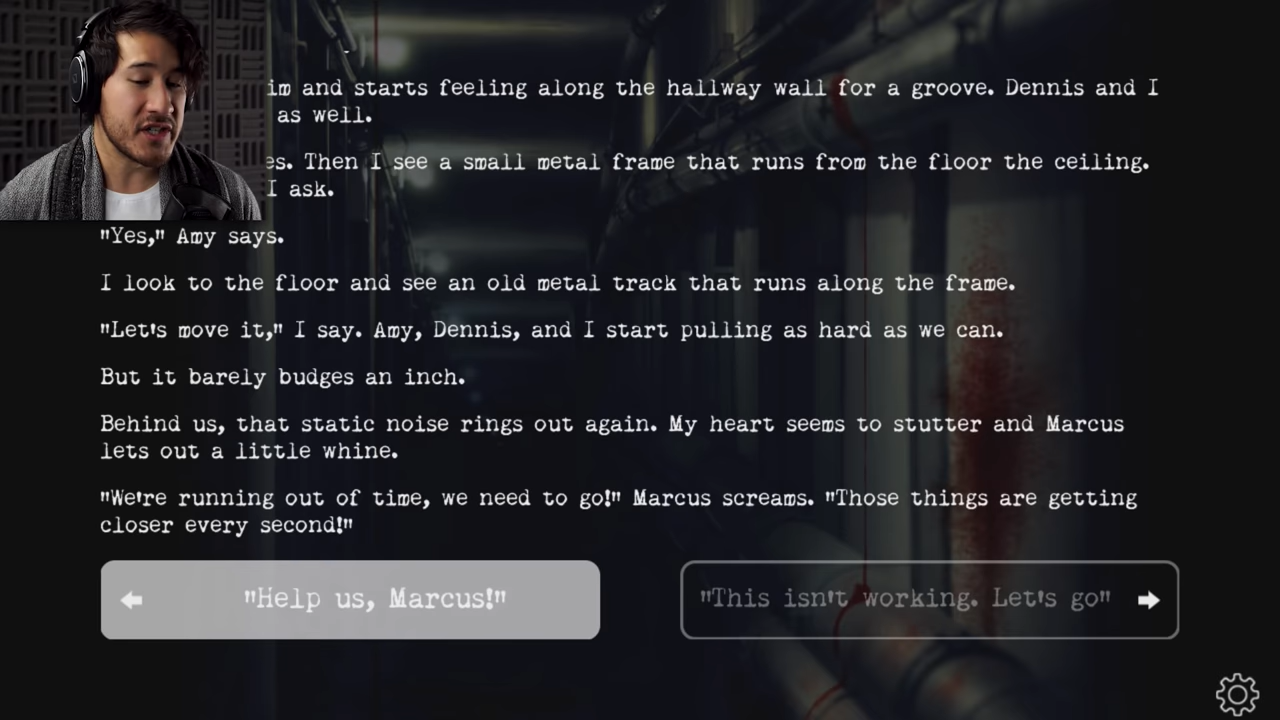 im and starts feeling along the hallway wall for a groove. Dennis and I
as well.
es. Then I see a small metal frame that runs from the floor the ceiling.
I ask.
"Yes," Amy says.
I look to the floor and see an old metal track that runs along the frame.
"Let's move it," I say. Amy, Dennis, and I start pulling as hard as we can.
But it barely budges an inch.
Behind us, that static noise rings out again. My heart seems to stutter and Marcus
lets out a little whine.
"We're running out of time, we need to go!" Marcus screams. "Those things are getting
closer every second!"
"Help us, Marcus!"
"This isn't working. Let's go"